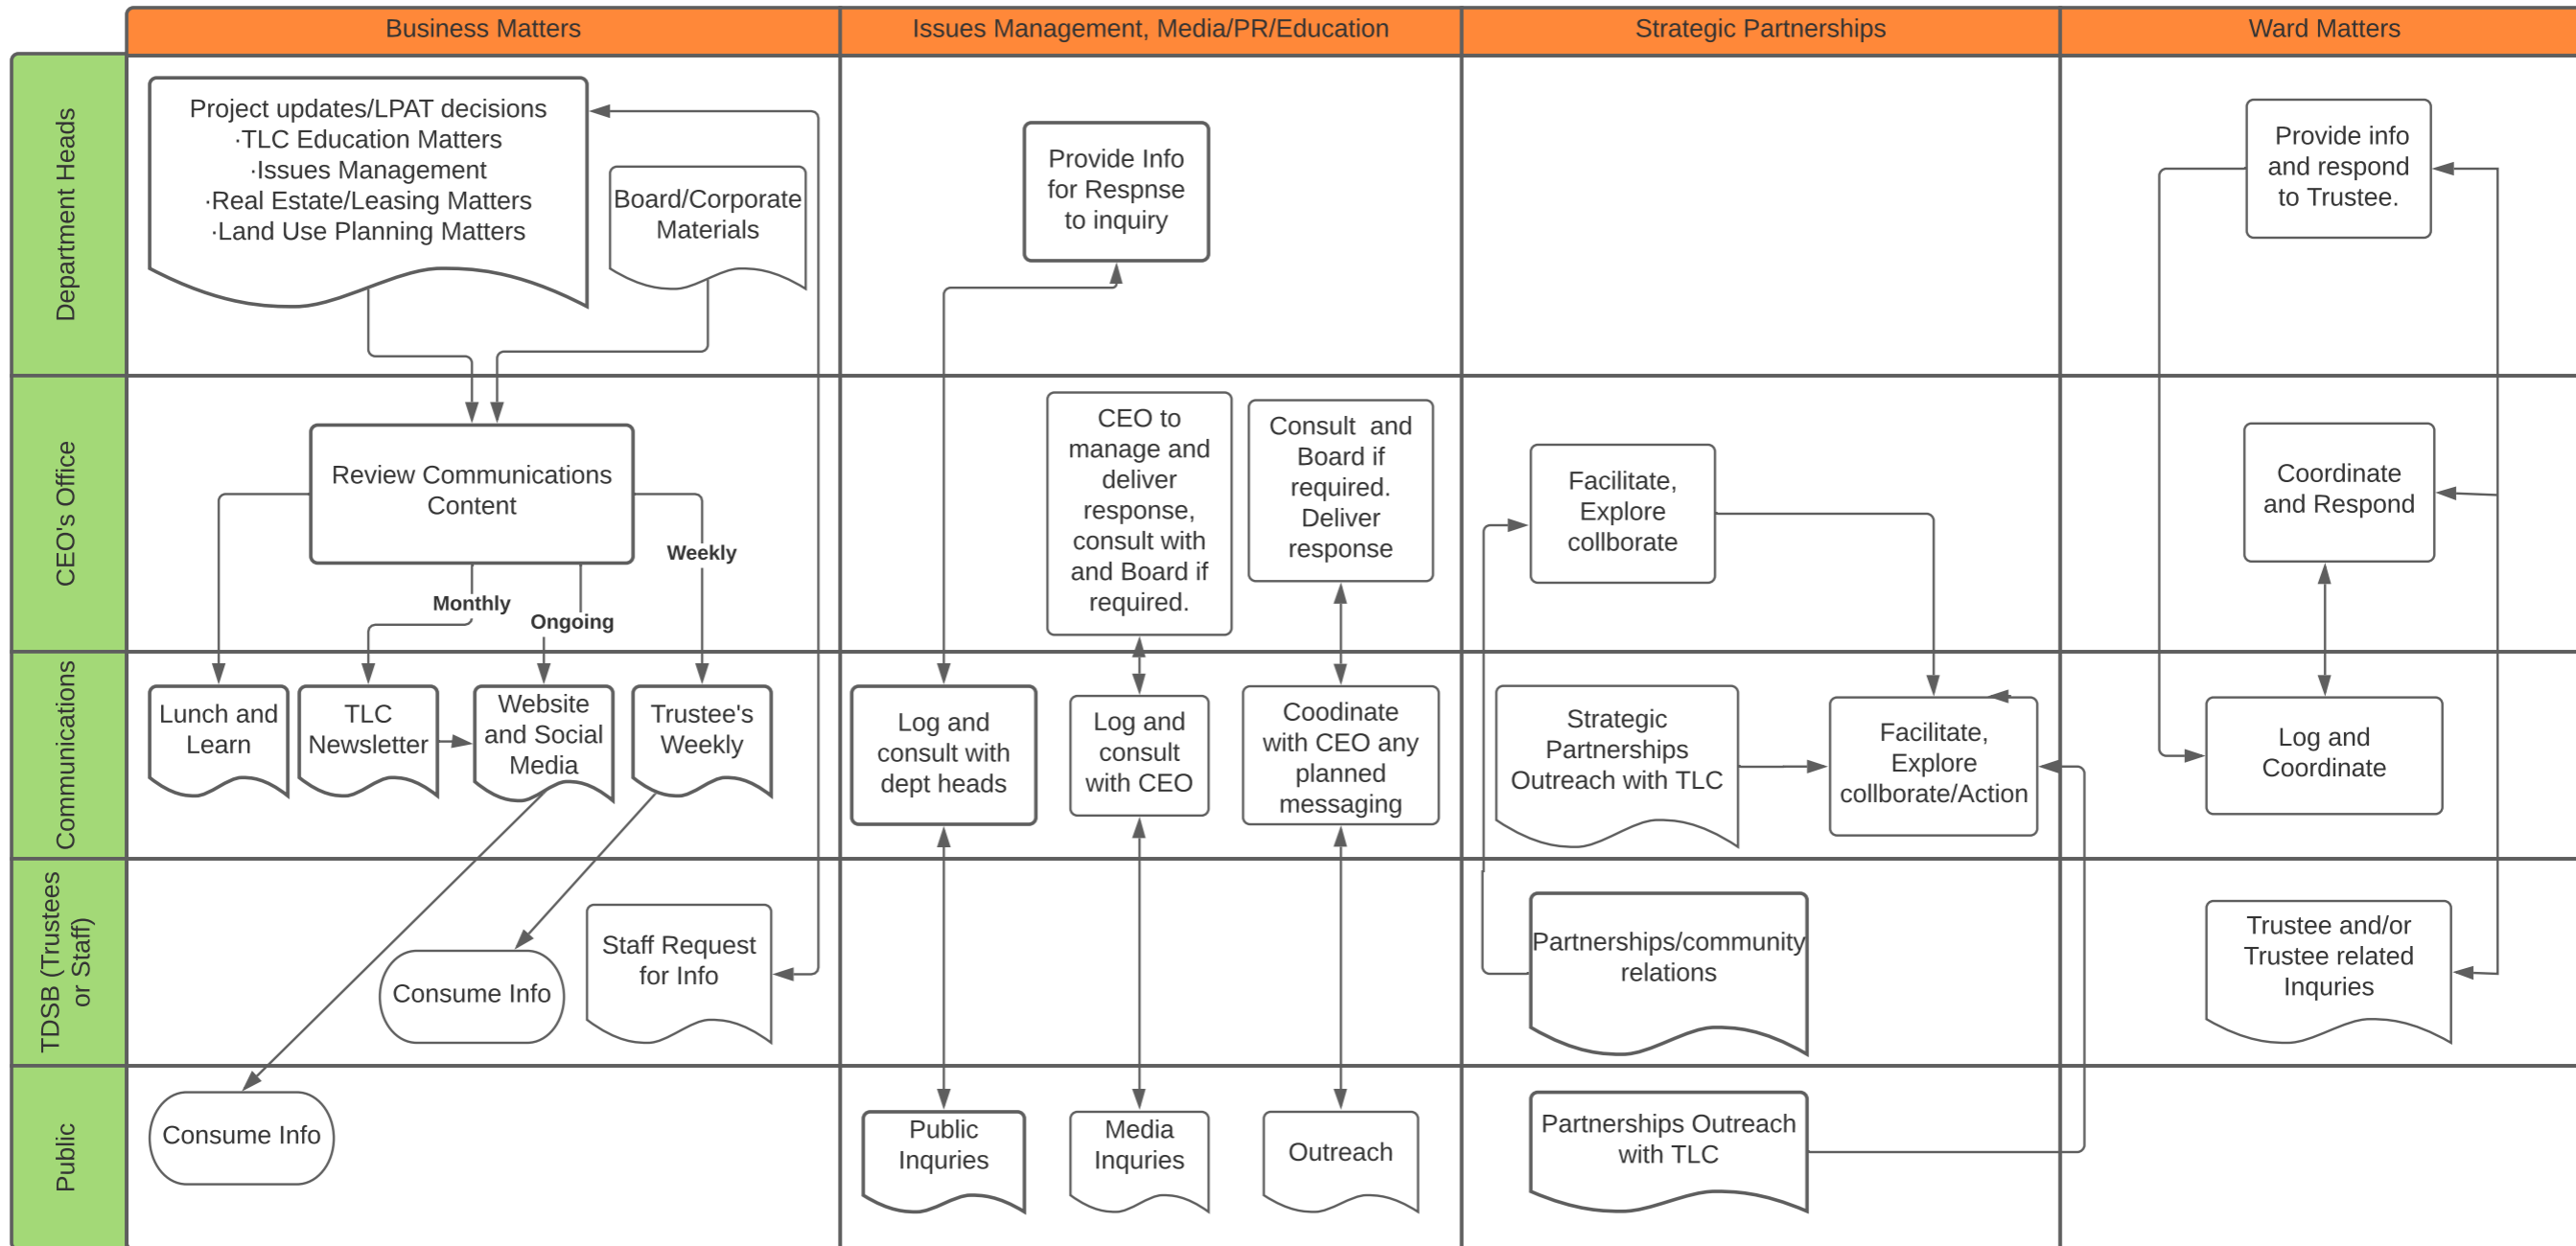 Business Matters
Issues Management, Media/PR/Education
Strategic Partnerships
Ward Matters
Department Heads
Project updates/LPAT decisions
·TLC Education Matters
·Issues Management
·Real Estate/Leasing Matters
·Land Use Planning Matters
Board/Corporate
Materials
Provide Info
for Respnse
to inquiry
Provide info
and respond
to Trustee.
CEO's Office
Review Communications
Content
Weekly
Monthly
Ongoing
CEO to
manage and
deliver
response,
consult with
and Board if
required.
Consult  and
Board if
required.
Deliver
response
Facilitate,
Explore
collborate
Coordinate
and Respond
Communications
Lunch and
Learn
TLC
Newsletter
Website
and Social
Media
Trustee's
Weekly
Log and
consult with
dept heads
Log and
consult
with CEO
Coodinate
with CEO any
planned
messaging
Strategic
Partnerships
Outreach with TLC
Facilitate,
Explore
collborate/Action
Log and
Coordinate
TDSB (Trustees
or Staff)
Consume Info
Staff Request
for Info
Partnerships/community
relations
Trustee and/or
Trustee related
Inquries
Public
Consume Info
Public
Inquries
Media
Inquries
Outreach
Partnerships Outreach
with TLC